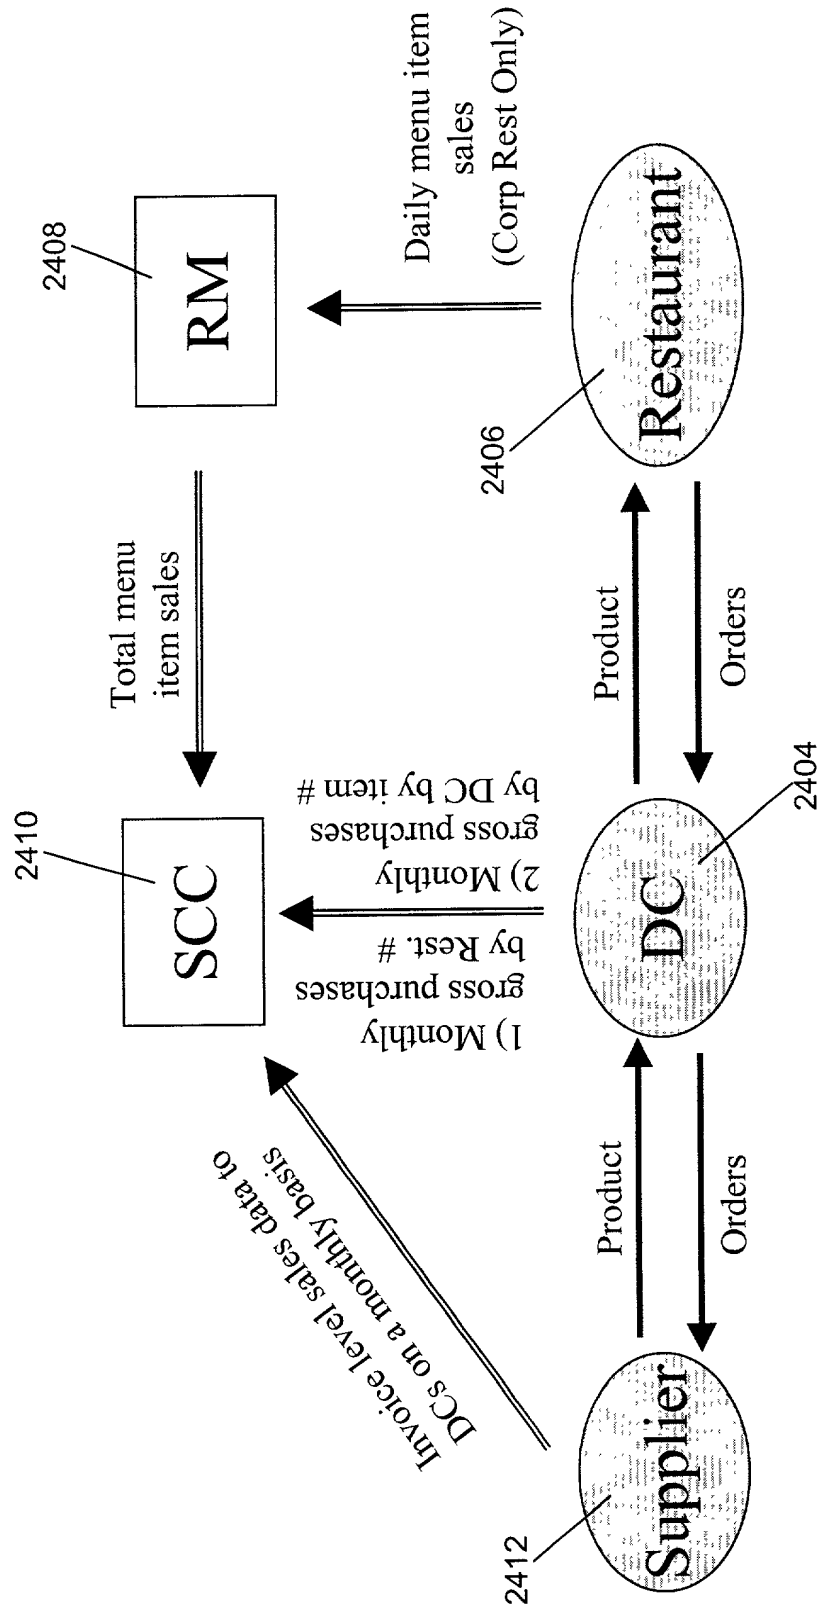 2410
SCC
Total menu
item sales
2408
RM
Invoice level sales data to
DCs on a monthly basis
1) Monthly
gross purchases
by Rest. #
2) Monthly
gross purchases
by DC by item #
Daily menu item
sales
(Corp Rest Only)
2412
Supplier
Product
Orders
DC
2404
Product
Orders
2406
Restaurant